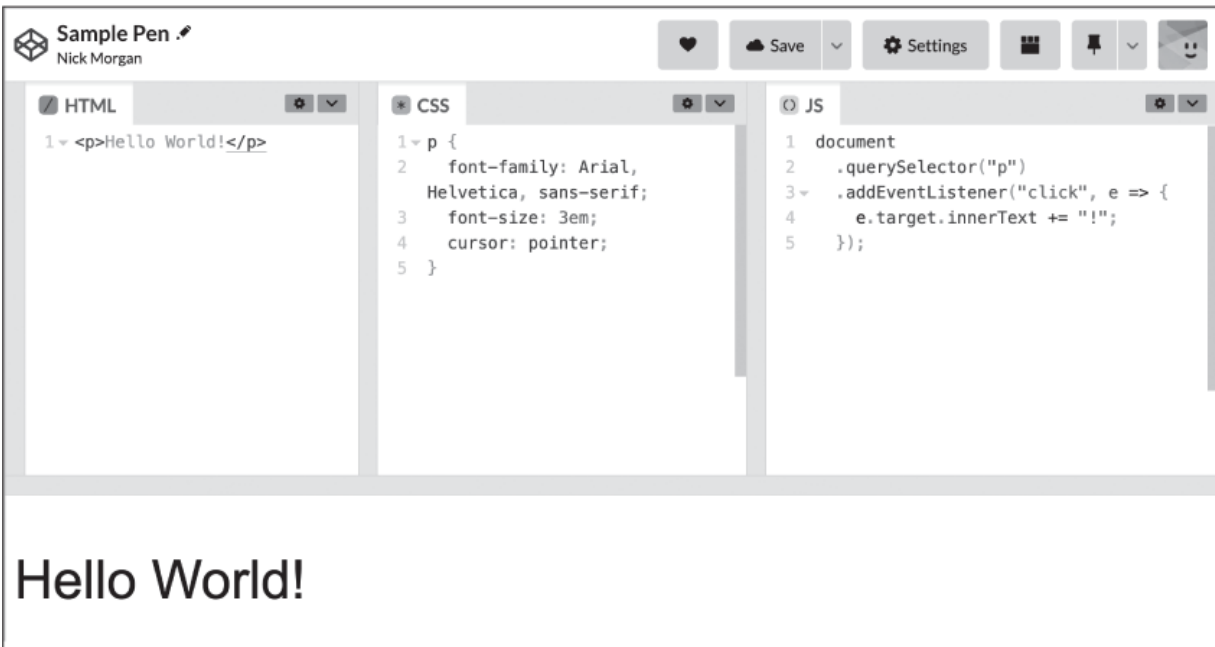 Sample Pen
Nick Morgan
Save
Settings
HTML
1 <p>Hello World!</p>
CSS
1 p {
2 font-family: Arial,
Helvetica, sans-serif;
3 font-size: 3em;
4 cursor: pointer;
5 }
JS
1 document
2 .querySelector("p")
3 .addEventListener("click", e => {
4 e.target.innerText += "!";
5 });
Hello World!